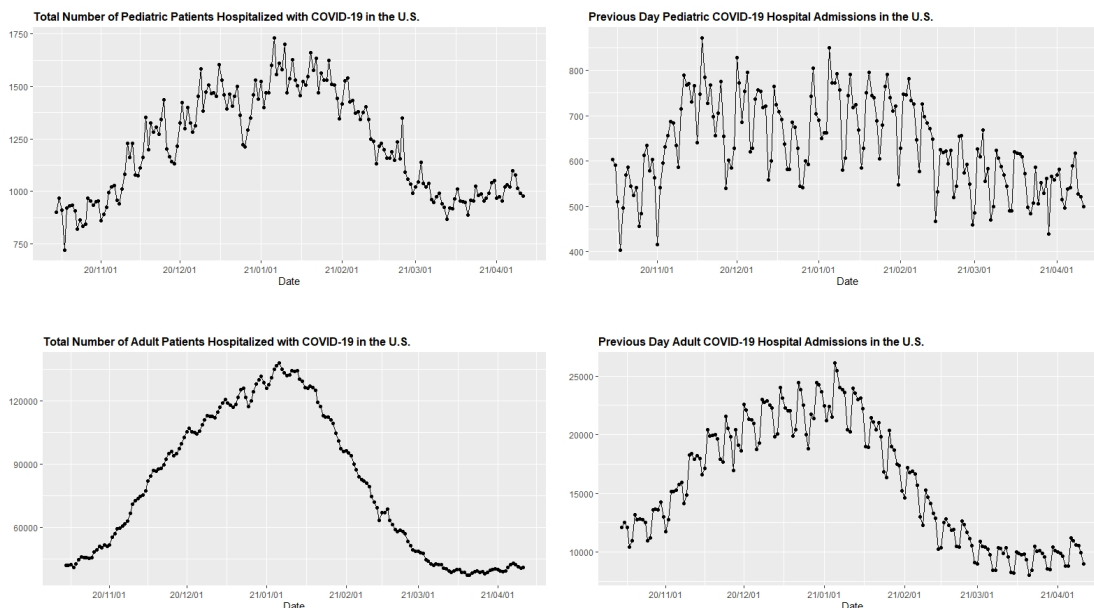 Total Number of Pediatric Patients Hospitalized with COVID-19 in the U.S.
1750
1500
1250
1000
750
20/11/01 20/12/01 21/01/01 21/02/01 21/03/01 21/04/01
Date
Previous Day Pediatric COVID-19 Hospital Admissions in the U.S.
800
700
600
500
400
20/11/01 20/12/01 21/01/01 21/02/01 21/03/01 21/04/01
Date
Total Number of Adult Patients Hospitalized with COVID-19 in the U.S.
120000
90000
60000
20/11/01 20/12/01 21/01/01 21/02/01 21/03/01 21/04/01
Date
Previous Day Adult COVID-19 Hospital Admissions in the U.S.
25000
20000
15000
10000
20/11/01 20/12/01 21/01/01 21/02/01 21/03/01 21/04/01
Date